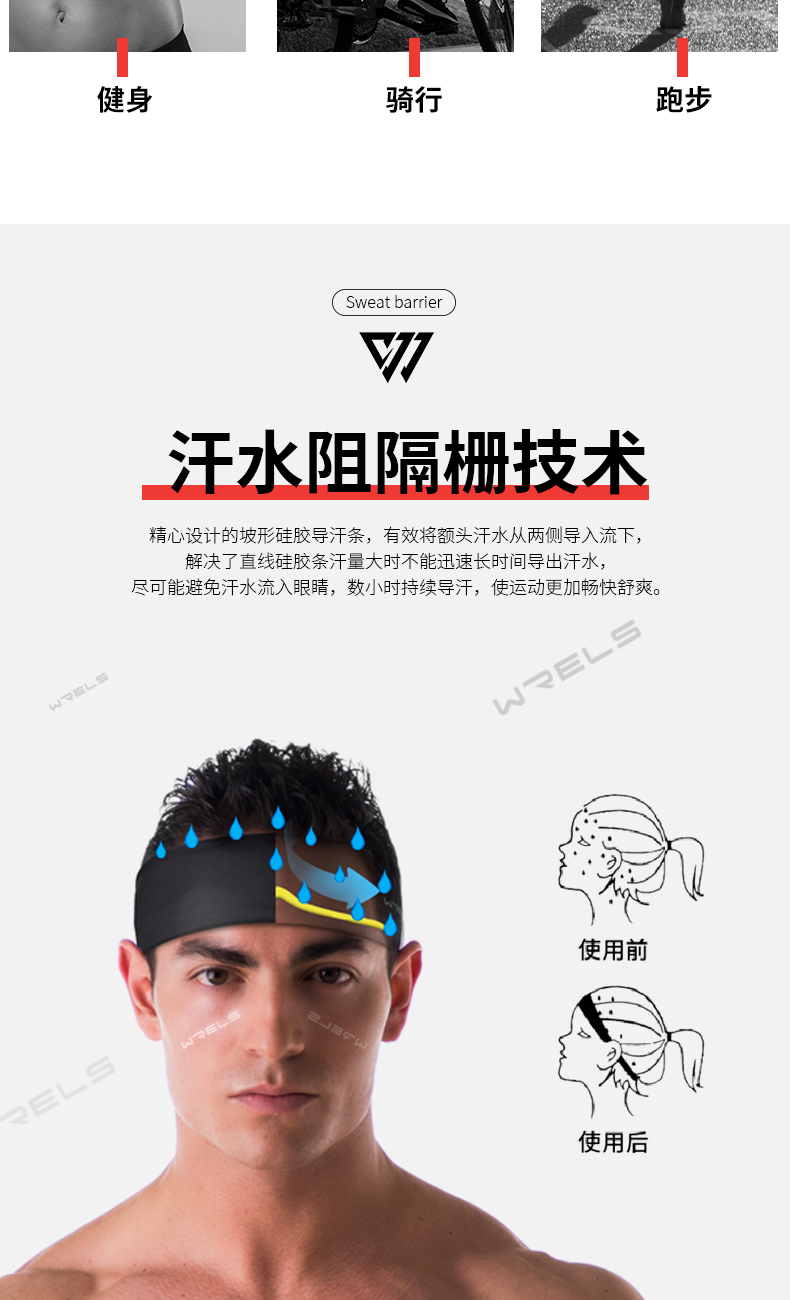 健身
骑行
跑步
Sweat barrier
汗水阻隔栅技术
精心设计的坡形硅胶导汗条，有效将额头汗水从两侧导入流下，
解决了直线硅胶条汗量大时不能迅速长时间导出汗水，
尽可能避免汗水流入眼睛，数小时持续导汗，使运动更加畅快舒爽。
WRELS
WRELS
使用前
WRELS
WRELS
RELS
使用后